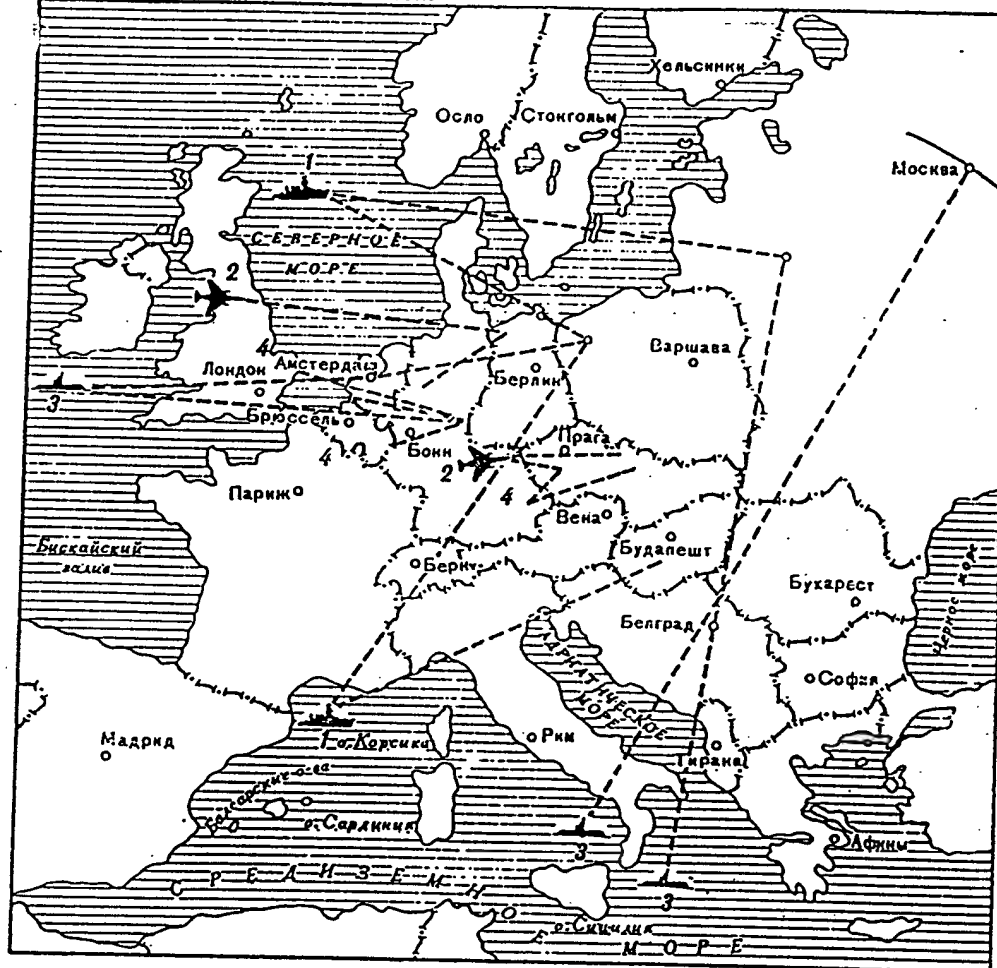 Хельсинки
Осло
Стокгольм
Москва
1
СЕВЕРНОЕ
МОРЕ
2
Варшава
4
Лондон
Амстердам
Берлин
3
Брюссель
Бонн
Прага
4
2
4
Париж
Вена
Будапешт
Бискайский
залив
Берн
Бухарест
Черное море
Белград
АДРИАТИЧЕСКОЕ
МОРЕ
София
Мадрид
1
о. Корсика
Рим
Тирана
Балеарские о-ва
о. Сардиния
3
Афины
3
СРЕДИЗЕМНОЕ
о. Сицилия
МОРЕ